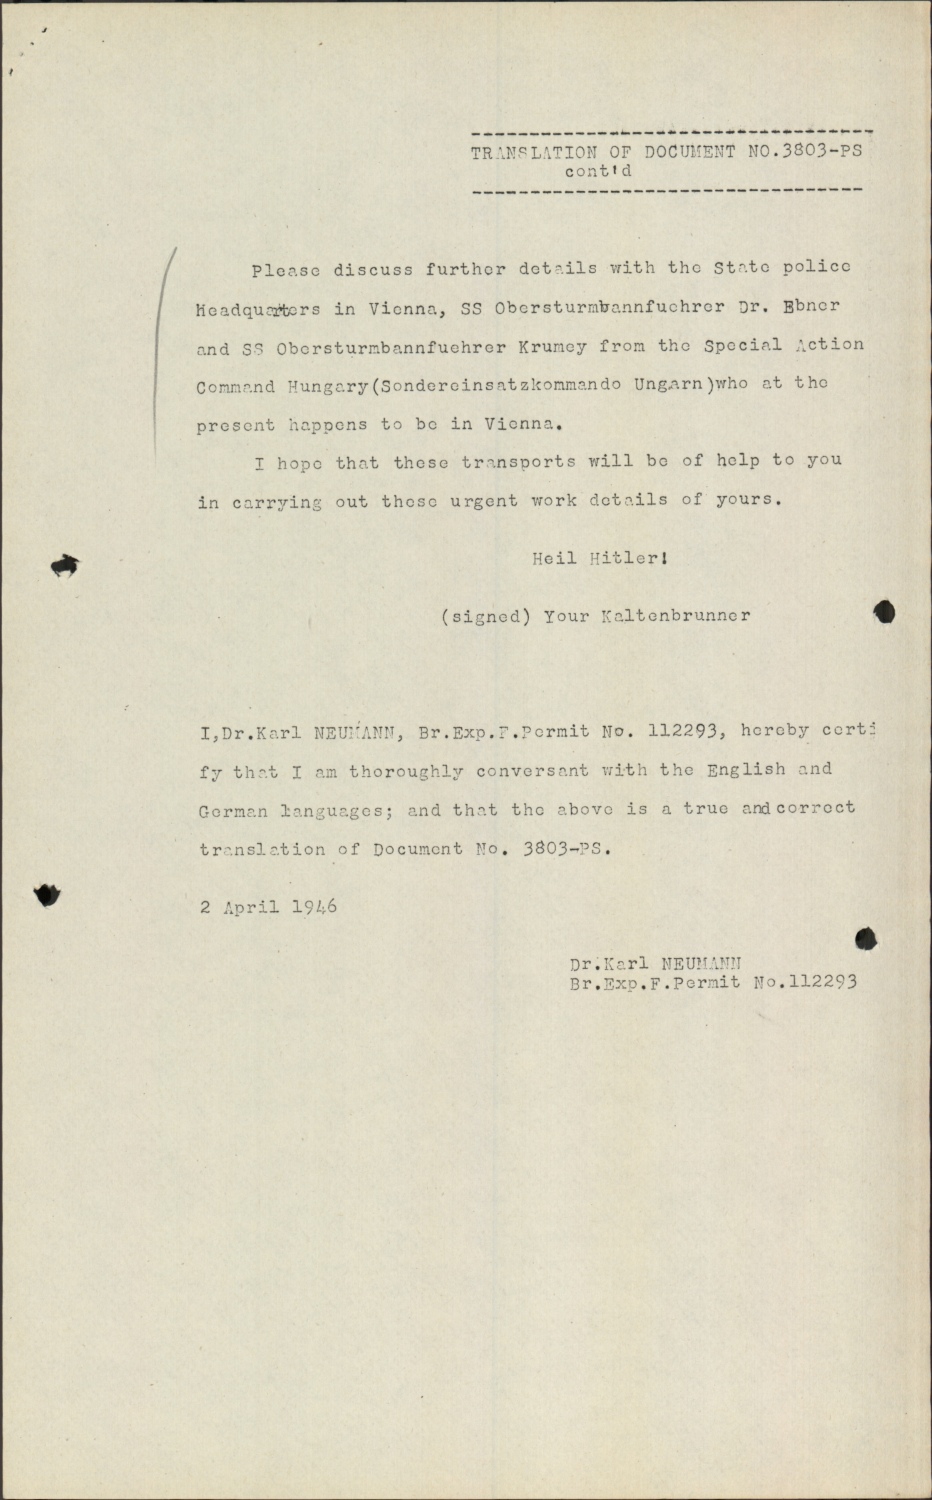 TRANSLATION OF DOCUMENT NO.3803-PS
cont'd
Please discuss further details with the State police
Headquarters in Vienna, SS Obersturmbannfuehrer Dr. Ebner
and SS Obersturmbannfuehrer Krumey from the Special Action
Command Hungary(Sondereinsatzkommando Ungarn)who at the
present happens to be in Vienna.
I hope that these transports will be of help to you
in carrying out these urgent work details of yours.
Heil Hitler!
(signed) Your Kaltenbrunner
I,Dr.Karl NEUMANN, Br.Exp.F.Permit No. 112293, hereby certi
fy that I am thoroughly conversant with the English and
German languages; and that the above is a true and correct
translation of Document No. 3803-PS.
2 April 1946
Dr.Karl NEUMANN
Br.Exp.F.Permit No.112293